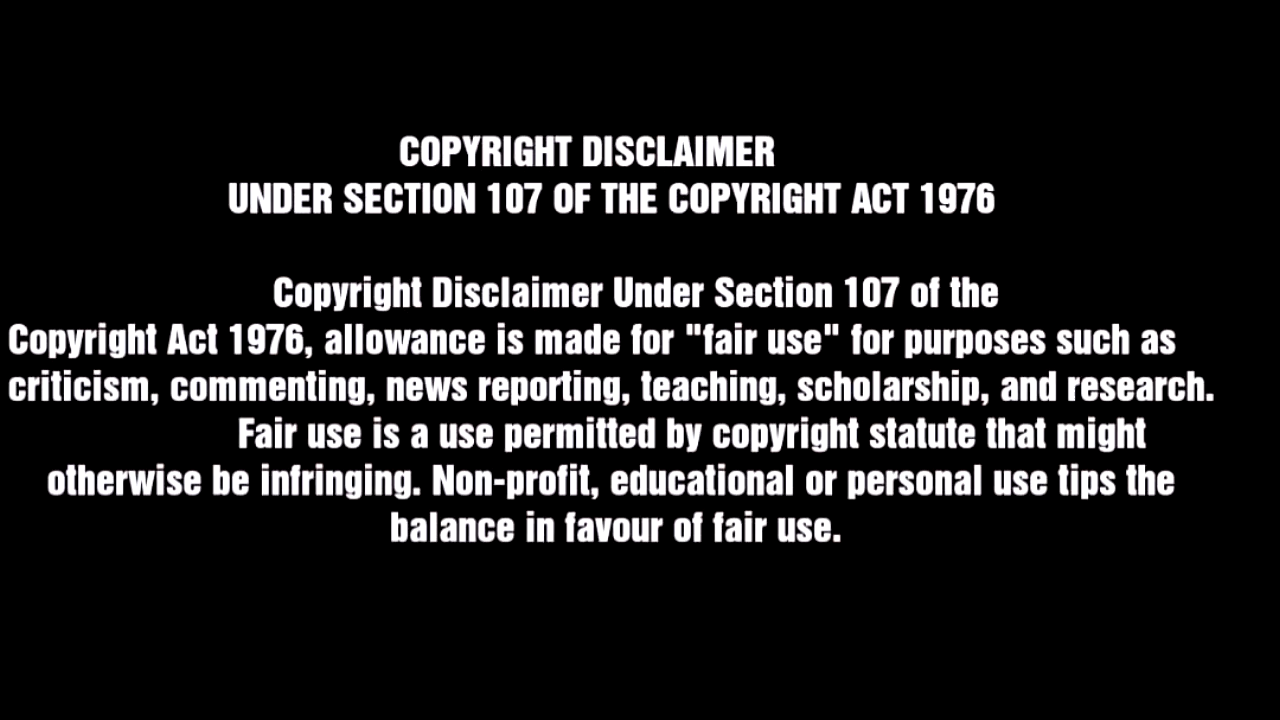 COPYRIGHT DISCLAIMER
UNDER SECTION 107 OF THE COPYRIGHT ACT 1976
Copyright Disclaimer Under Section 107 of the
Copyright Act 1976, allowance is made for "fair use" for purposes such as
criticism, commenting, news reporting, teaching, scholarship, and research.
Fair use is a use permitted by copyright statute that might
otherwise be infringing. Non-profit, educational or personal use tips the
balance in favour of fair use.